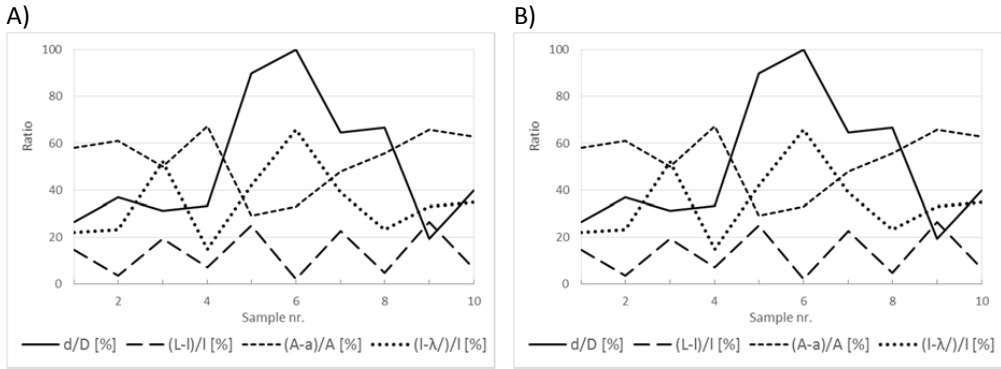 A)
100
80
60
40
20
0
Ratio
2 4 6 8 10
Sample nr.
d/D [%] (L-l)/l [%] (A-a)/A [%] (l-λ/)/l [%]
B)
100
80
60
40
20
0
Ratio
2 4 6 8 10
Sample nr.
d/D [%] (L-l)/l [%] (A-a)/A [%] (l-λ/)/l [%]